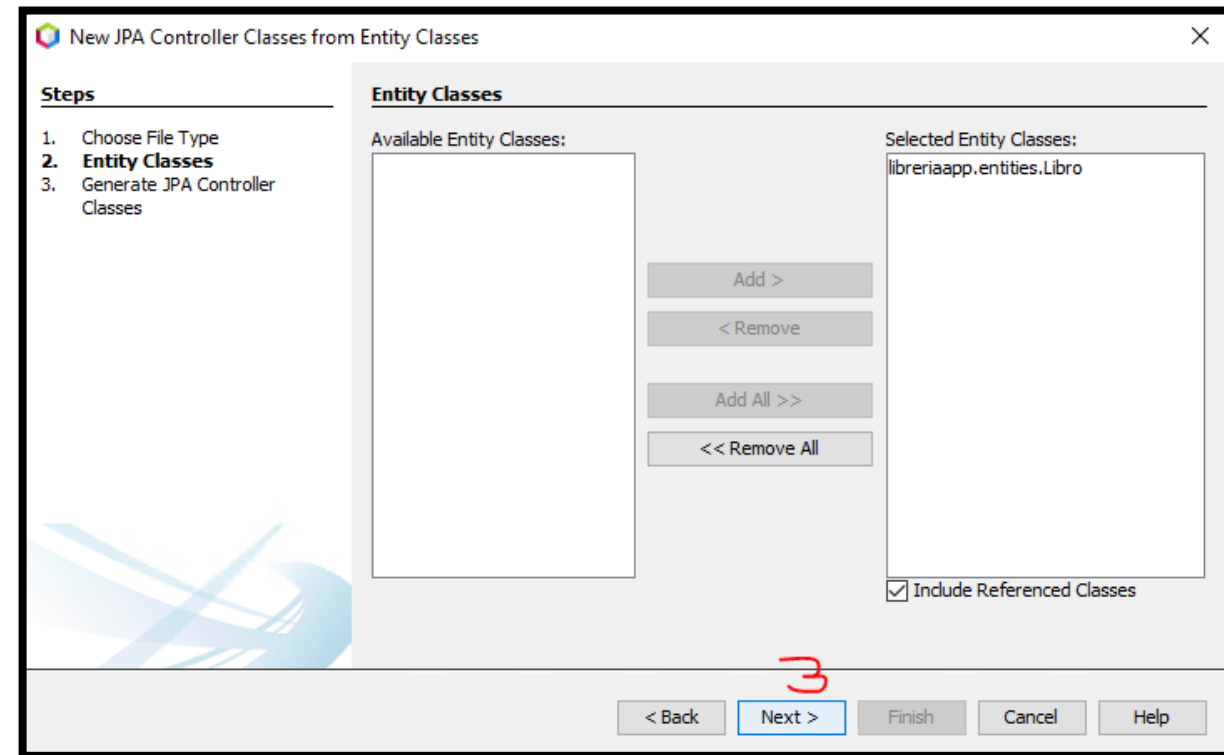 New JPA Controller Classes from Entity Classes
Steps
1. Choose File Type
2. Entity Classes
3. Generate JPA Controller
Classes
Entity Classes
Available Entity Classes:
Selected Entity Classes:
libreriaapp.entities.Libro
Add >
< Remove
Add All >>
<< Remove All
Include Referenced Classes
3
< Back
Next >
Finish
Cancel
Help